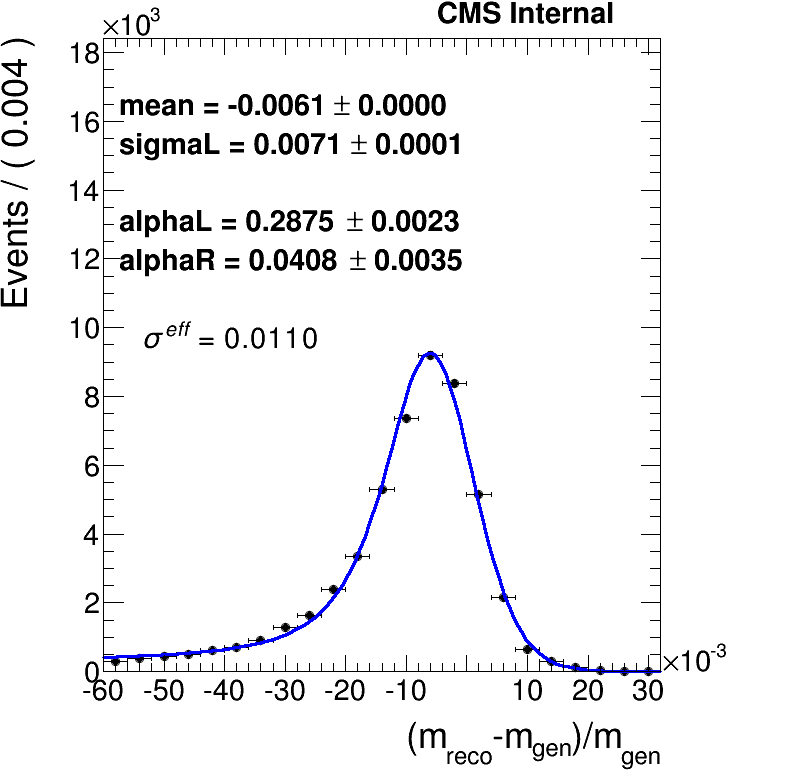 CMS Internal
×10³
Events / ( 0.004 )
18
16
14
12
10
8
6
4
2
0
mean = -0.0061 ± 0.0000
sigmaL = 0.0071 ± 0.0001
alphaL = 0.2875 ± 0.0023
alphaR = 0.0408 ± 0.0035
σ^eff = 0.0110
-60 -50 -40 -30 -20 -10 10 20 30
×10⁻³
(m_reco-m_gen)/m_gen